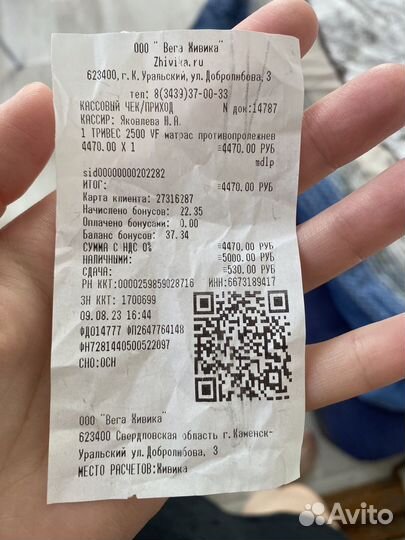 ООО " Вега Живика"
Zhivika.ru
623400, г. К. Уральский, ул. Добролюбова, 3
тел: 8(3439)37-00-33
КАССОВЫЙ ЧЕК/ПРИХОД N док:14787
КАССИР: Яковлева Н.А.
1 ТРИВЕС 2500 VF матрас противопролежнев
4470.00 X 1 =4470.00 РУБ
mdlp
sid00000000202282
ИТОГ: =4470.00 РУБ
Карта клиента: 27316287
Начислено бонусов: 22.35
Оплачено бонусами: 0.00
Баланс бонусов: 37.34
СУММА С НДС 0% =4470.00 РУБ
НАЛИЧНЫМИ: =5000.00 РУБ
СДАЧА: =530.00 РУБ
РН ККТ:0000259859028716 ИНН:6673189417
ЗН ККТ: 1700699
09.08.23 16:44
ФД014777 ФП2647764148
ФН7281440500522097
СНО:ОСН
ООО "Вега Живика"
623400 Свердловская область г. Каменск-
Уральский ул. Добролюбова, 3
МЕСТО РАСЧЕТОВ:Живика
Avito